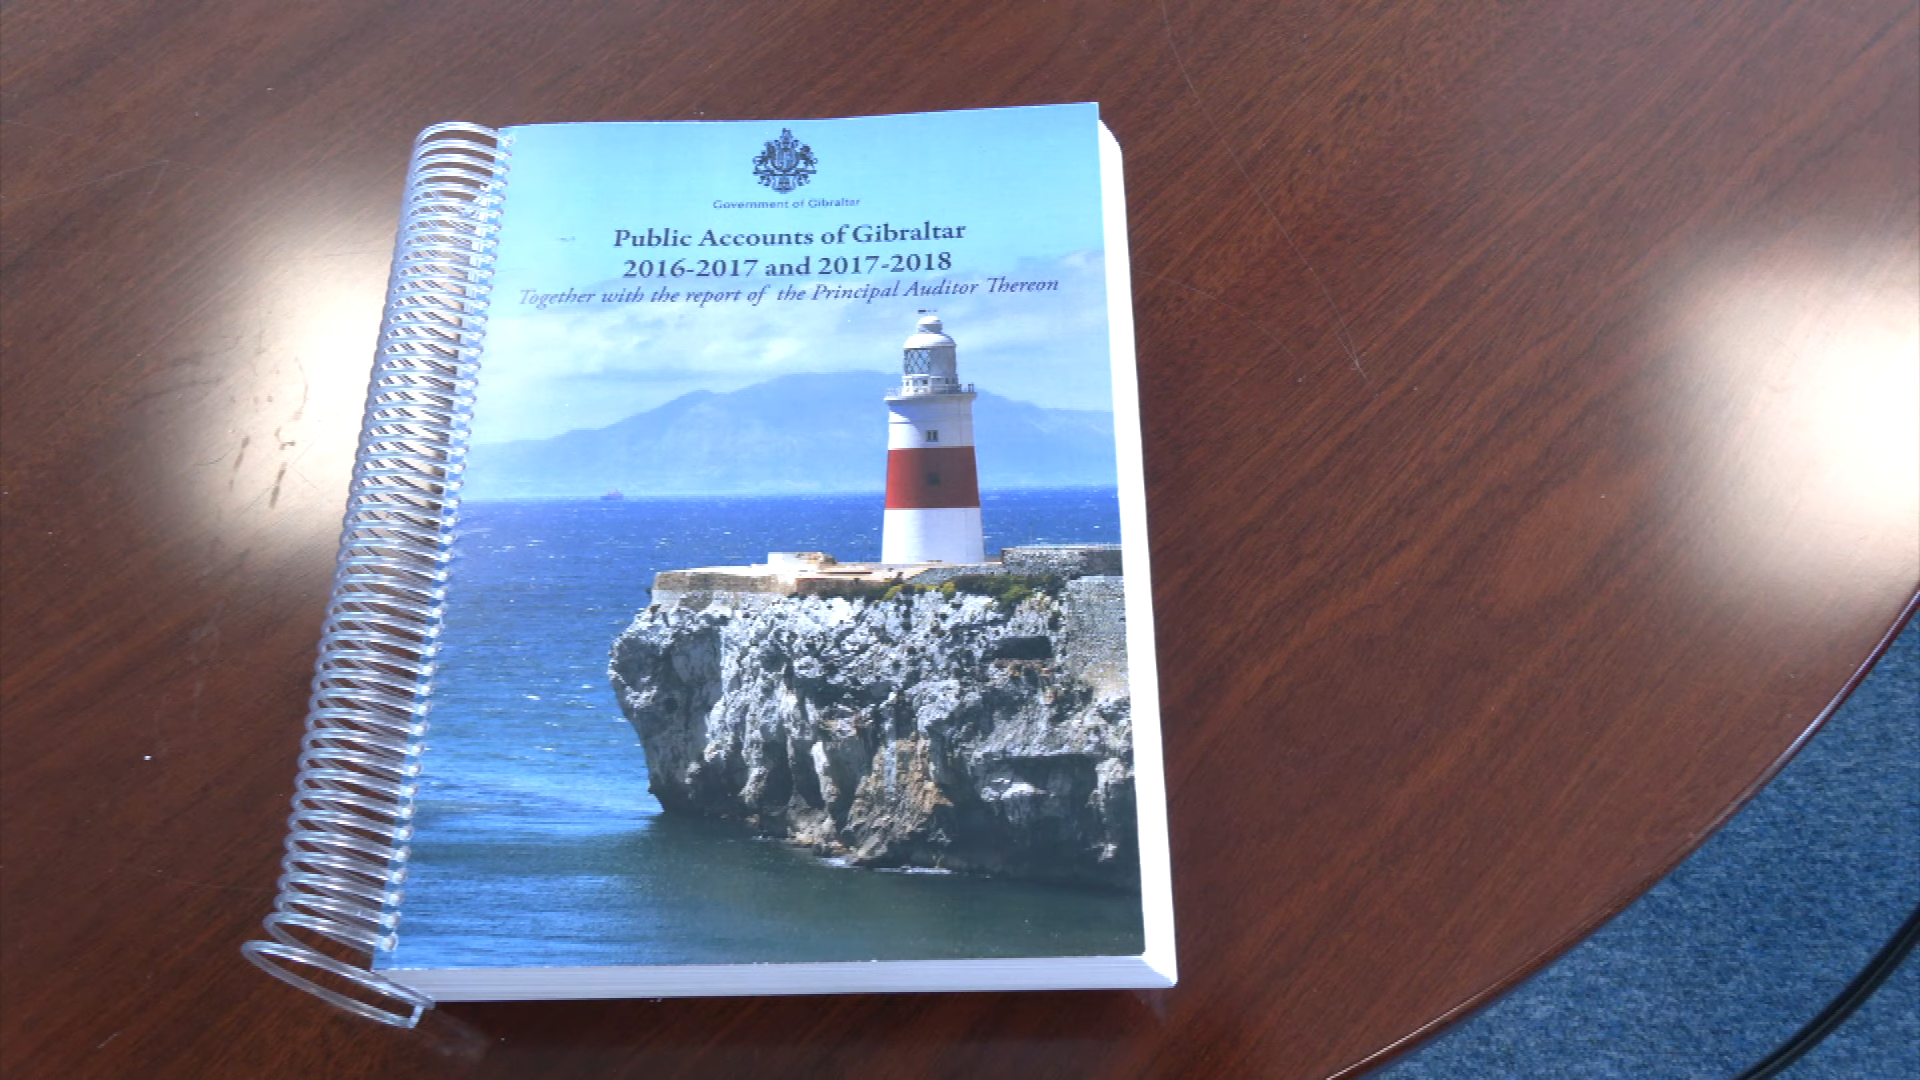 Government of Gibraltar
Public Accounts of Gibraltar
2016-2017 and 2017-2018
Together with the report of the Principal Auditor Thereon